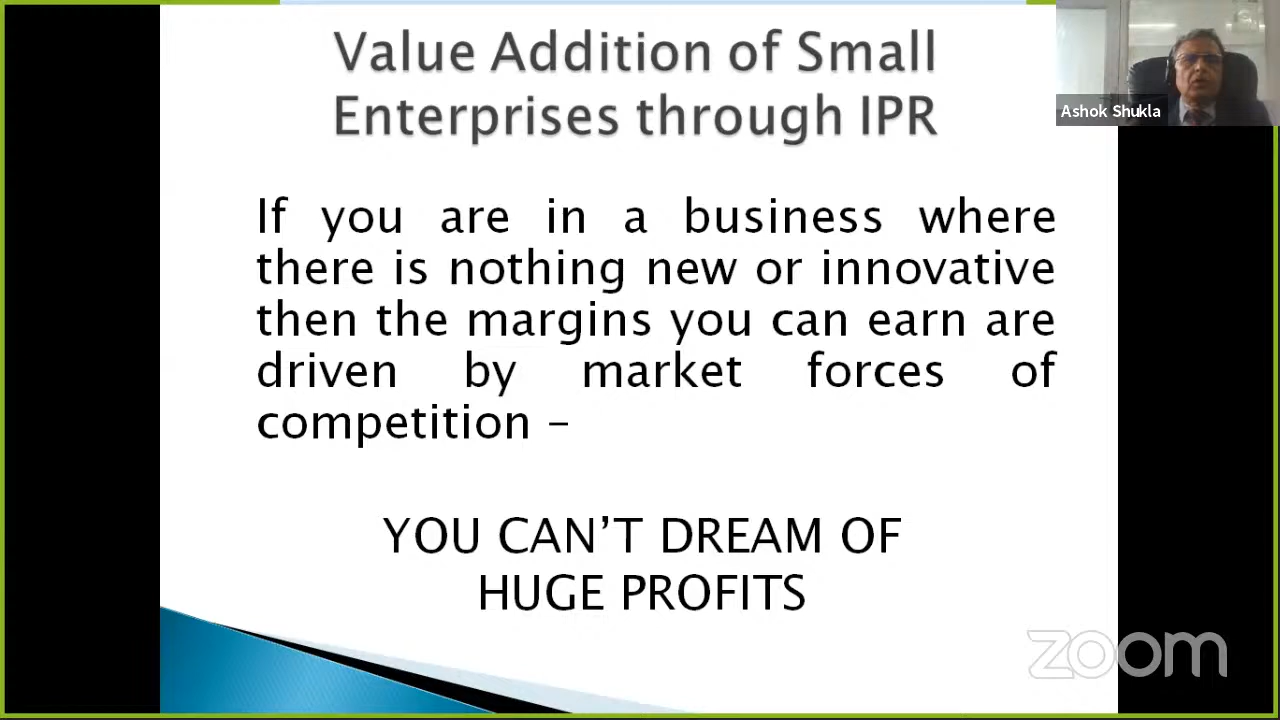 Value Addition of Small
Enterprises through IPR
Ashok Shukla
If you are in a business where
there is nothing new or innovative
then the margins you can earn are
driven by market forces of
competition –
YOU CAN’T DREAM OF
HUGE PROFITS
zoom